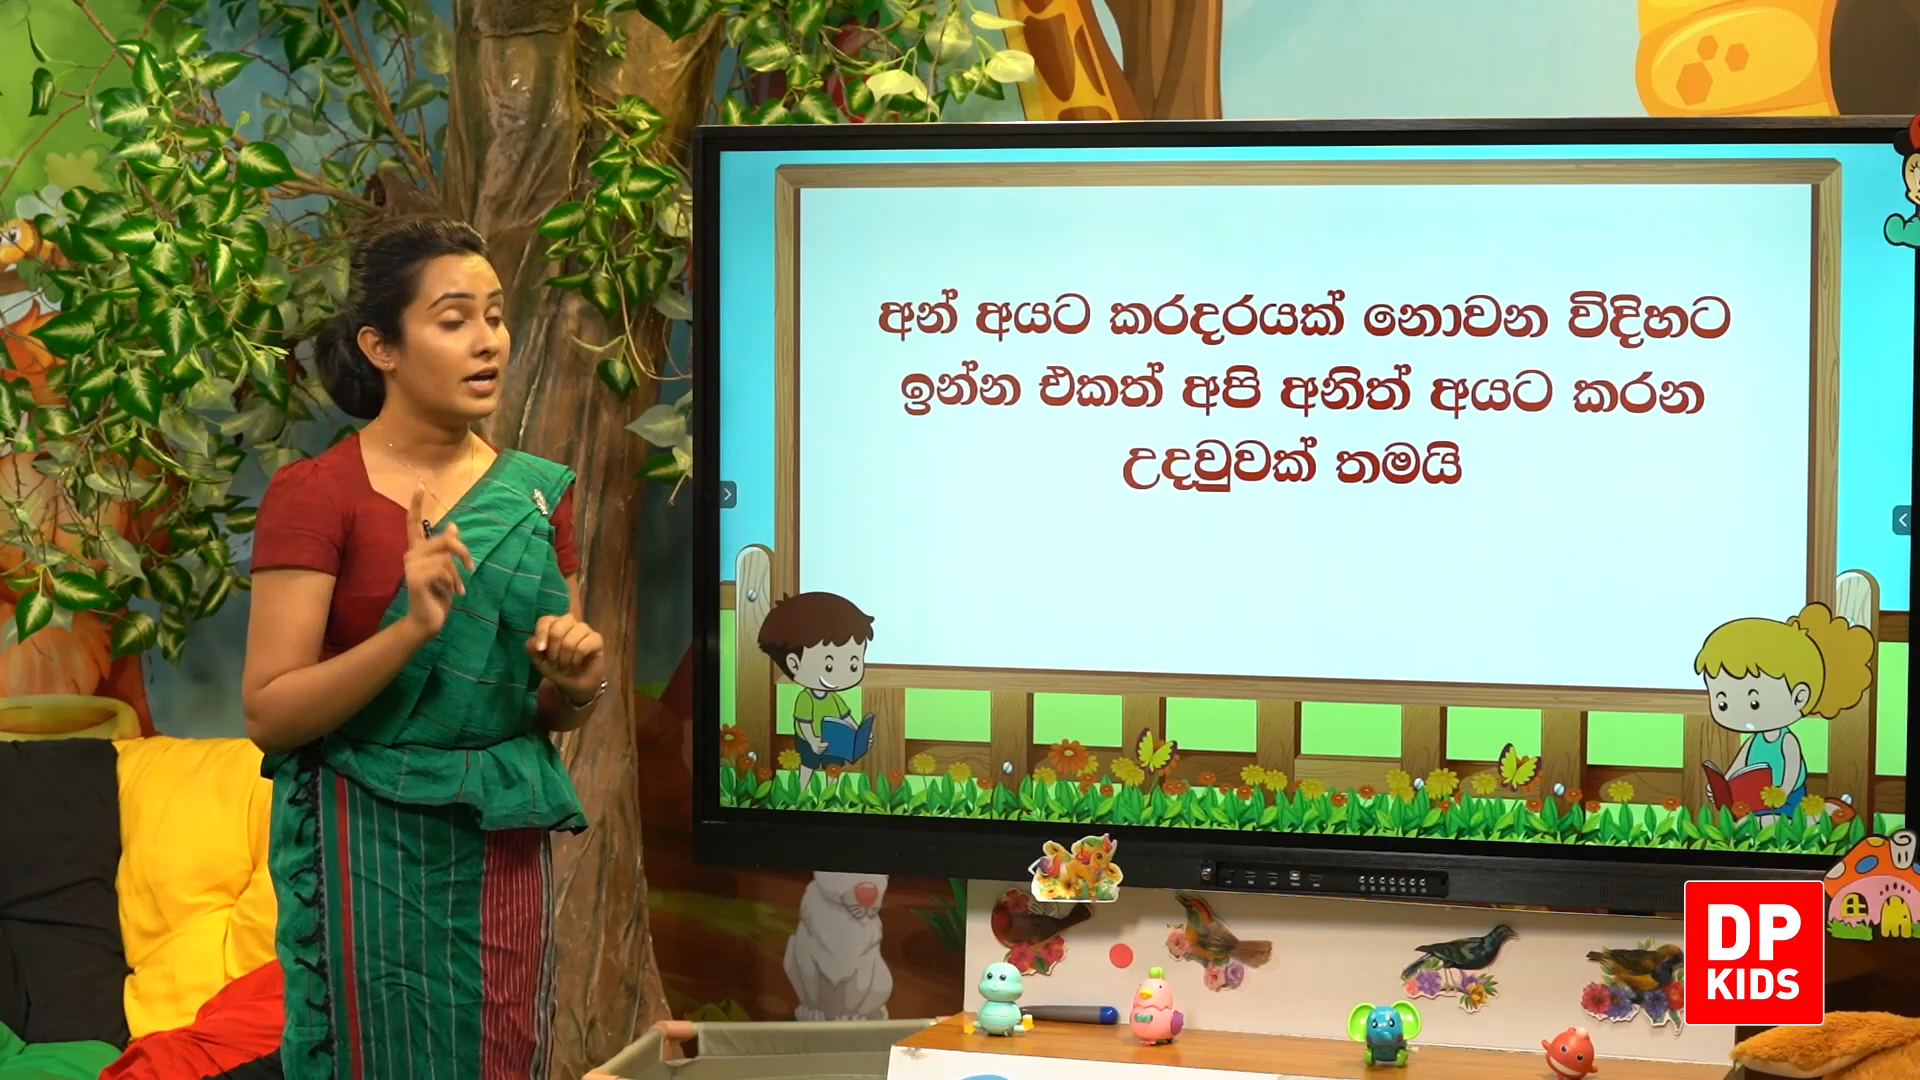 අන් අයට කරදරයක් නොවන විදිහට
ඉන්න එකත් අපි අනිත් අයට කරන
උදවුවක් තමයි
DP
KIDS